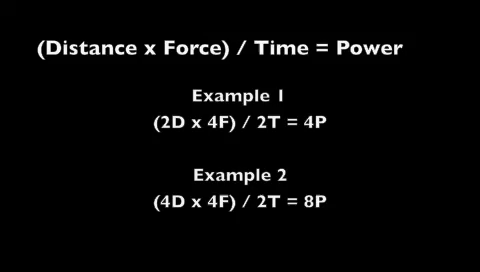 (Distance x Force) / Time = Power
Example 1
(2D x 4F) / 2T = 4P
Example 2
(4D x 4F) / 2T = 8P